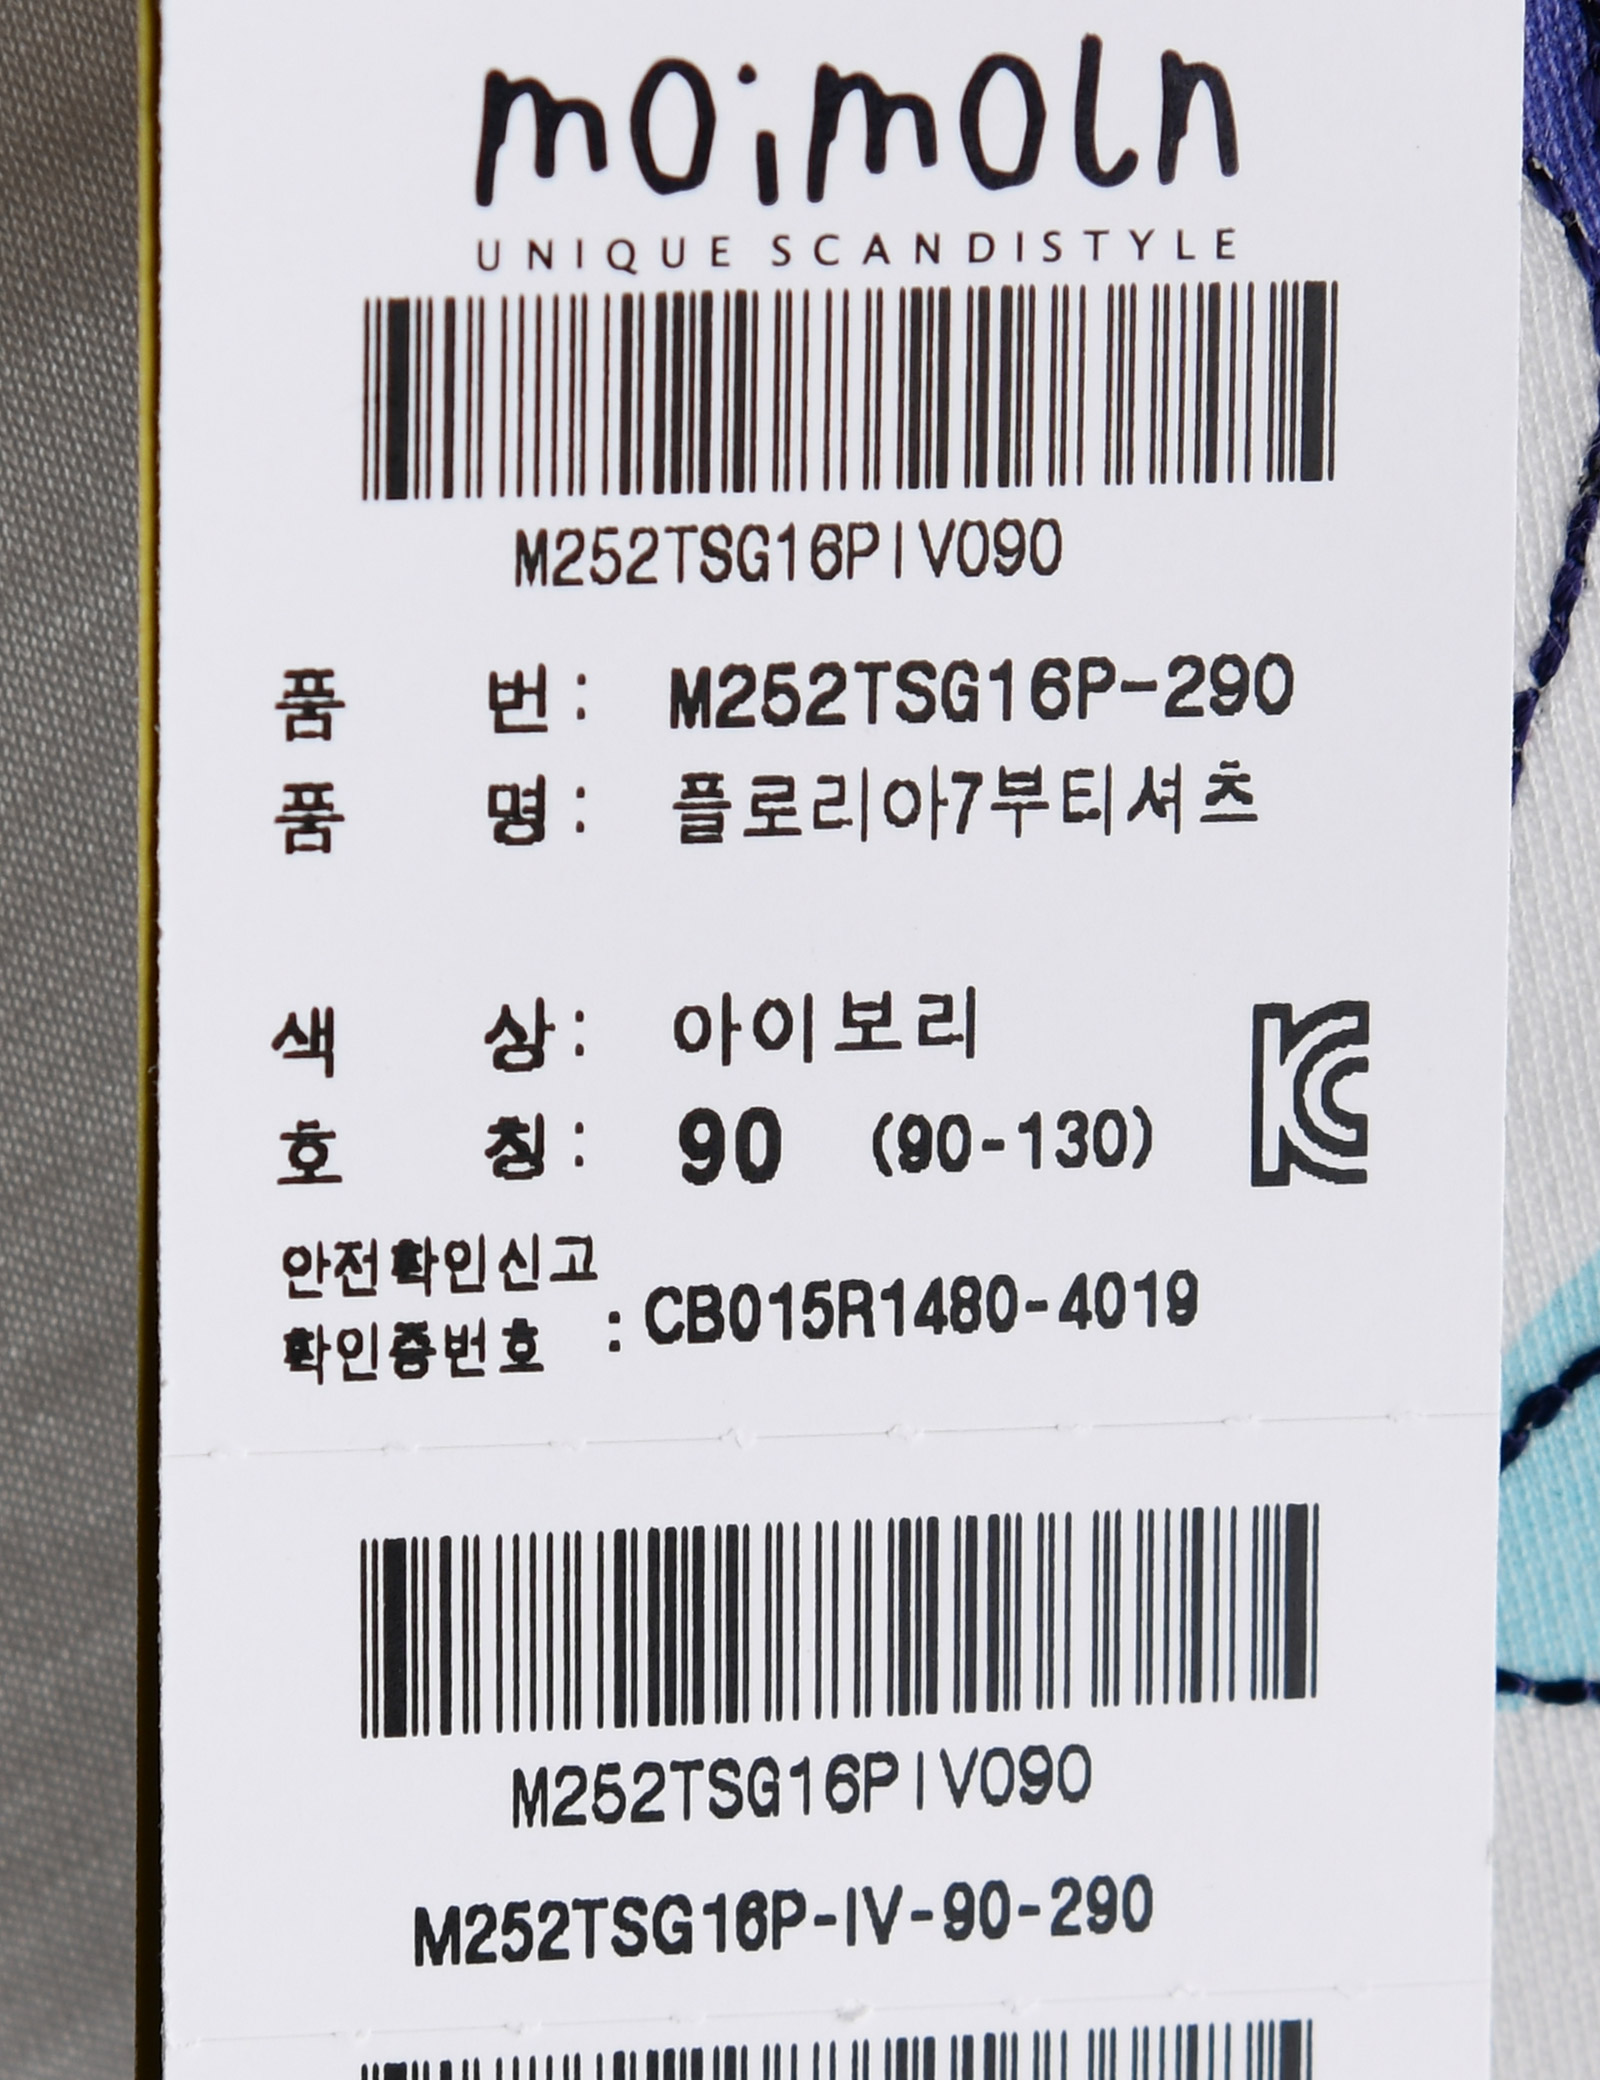 moimoln
UNIQUE SCANDISTYLE
M252TSG16PIV090
품 번 : M252TSG16P-290
품 명 : 플로리아7부티셔츠
색 상 : 아이보리
호 칭 : 90 (90-130)
안전확인신고
확인증번호 : CB015R1480-4019
M252TSG16PIV090
M252TSG16P-IV-90-290